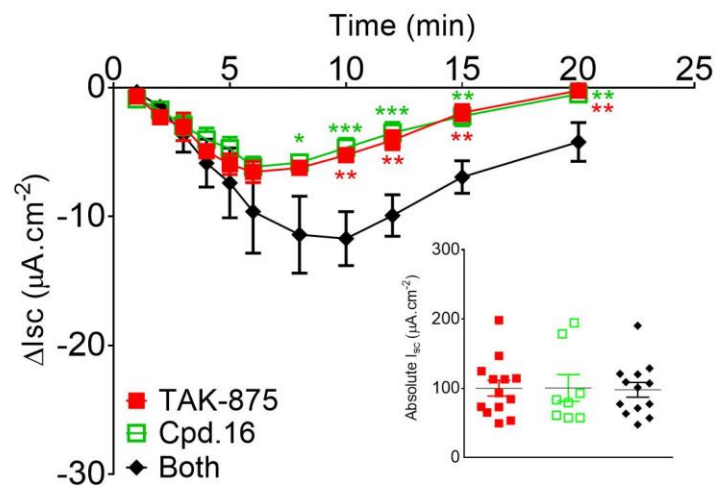 Time (min)
0 5 10 15 20 25
0
-10
-20
-30
ΔIsc (µA.cm-2)
* *** *** ** **
** ** ** **
TAK-875
Cpd.16
Both
300
200
100
0
Absolute Isc (µA.cm-2)